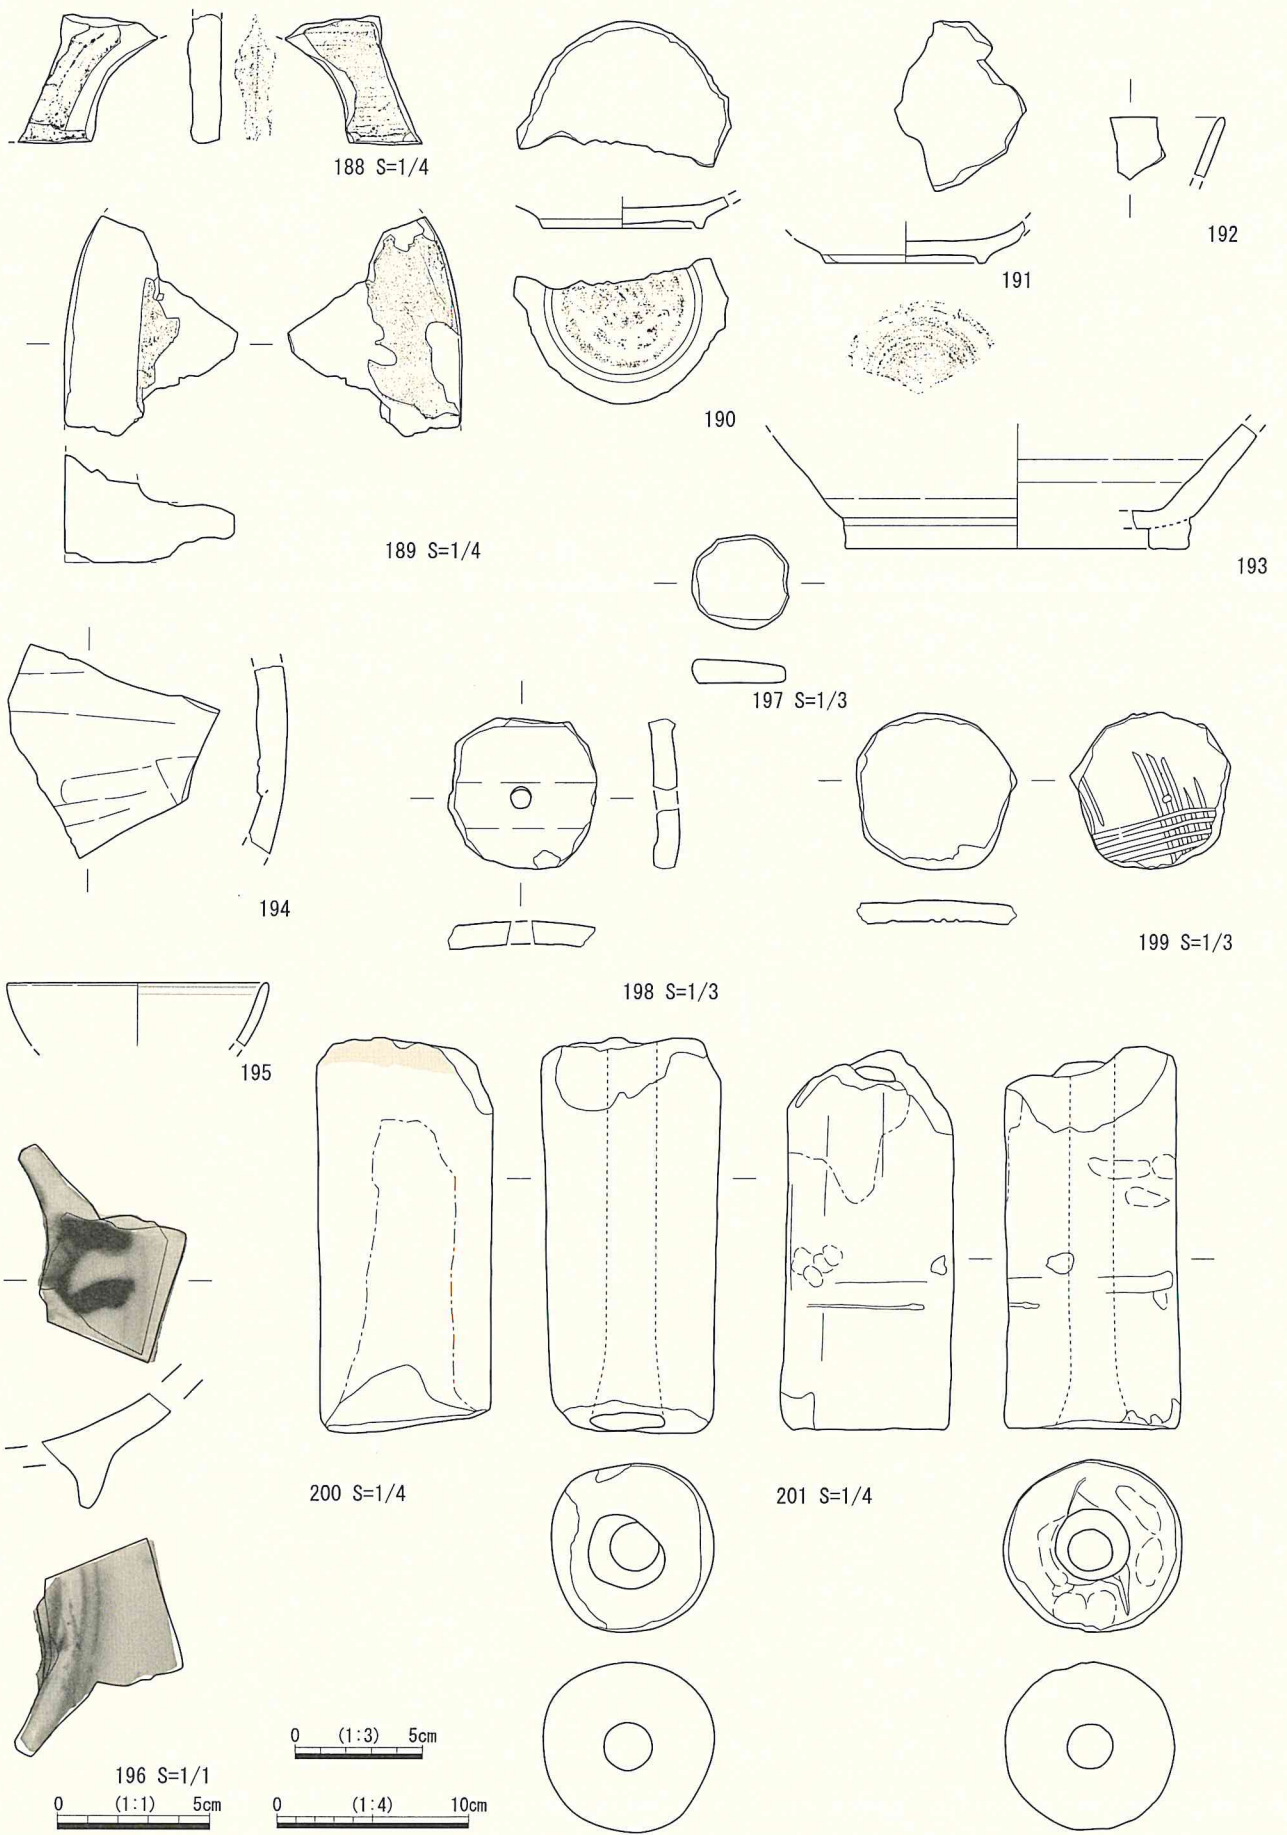 188 S=1/4
192
191
190
189 S=1/4
193
197 S=1/3
194
199 S=1/3
198 S=1/3
195
200 S=1/4
201 S=1/4
0 (1:3) 5cm
196 S=1/1
0 (1:1) 5cm
0 (1:4) 10cm